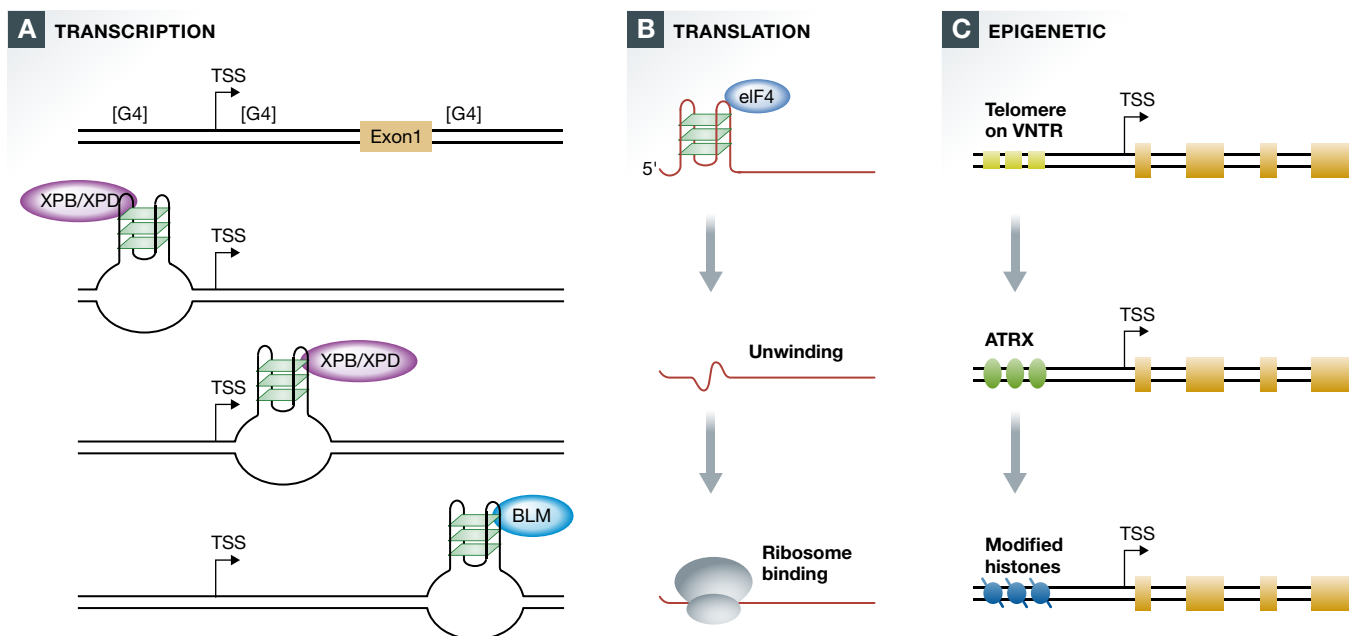 A TRANSCRIPTION
TSS
[G4] [G4] [G4]
Exon1
XPB/XPD
TSS
XPB/XPD
TSS
BLM
TSS
B TRANSLATION
eIF4
5'
Unwinding
Ribosome
binding
C EPIGENETIC
Telomere
on VNTR
TSS
ATRX
TSS
Modified
histones
TSS